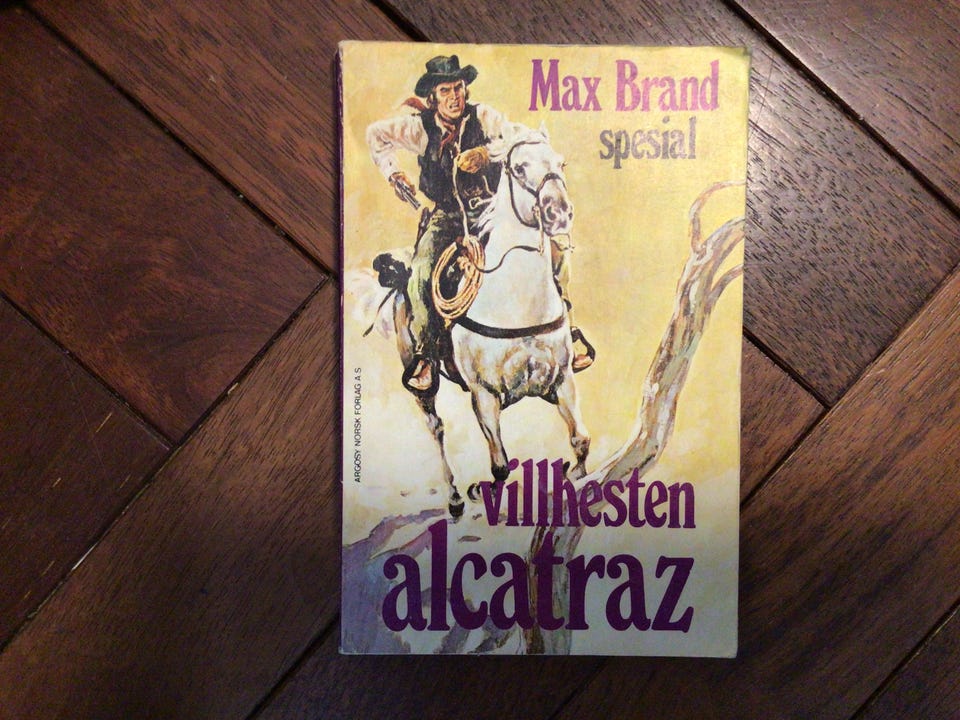 Max Brand
spesial
ARGOSY NORSK FORLAG A.S
villhesten
alcatraz